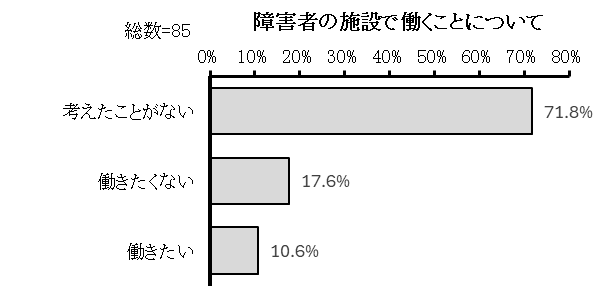 障害者の施設で働くことについて
総数=85
0% 10% 20% 30% 40% 50% 60% 70% 80%
考えたことがない 71.8%
働きたくない 17.6%
働きたい 10.6%